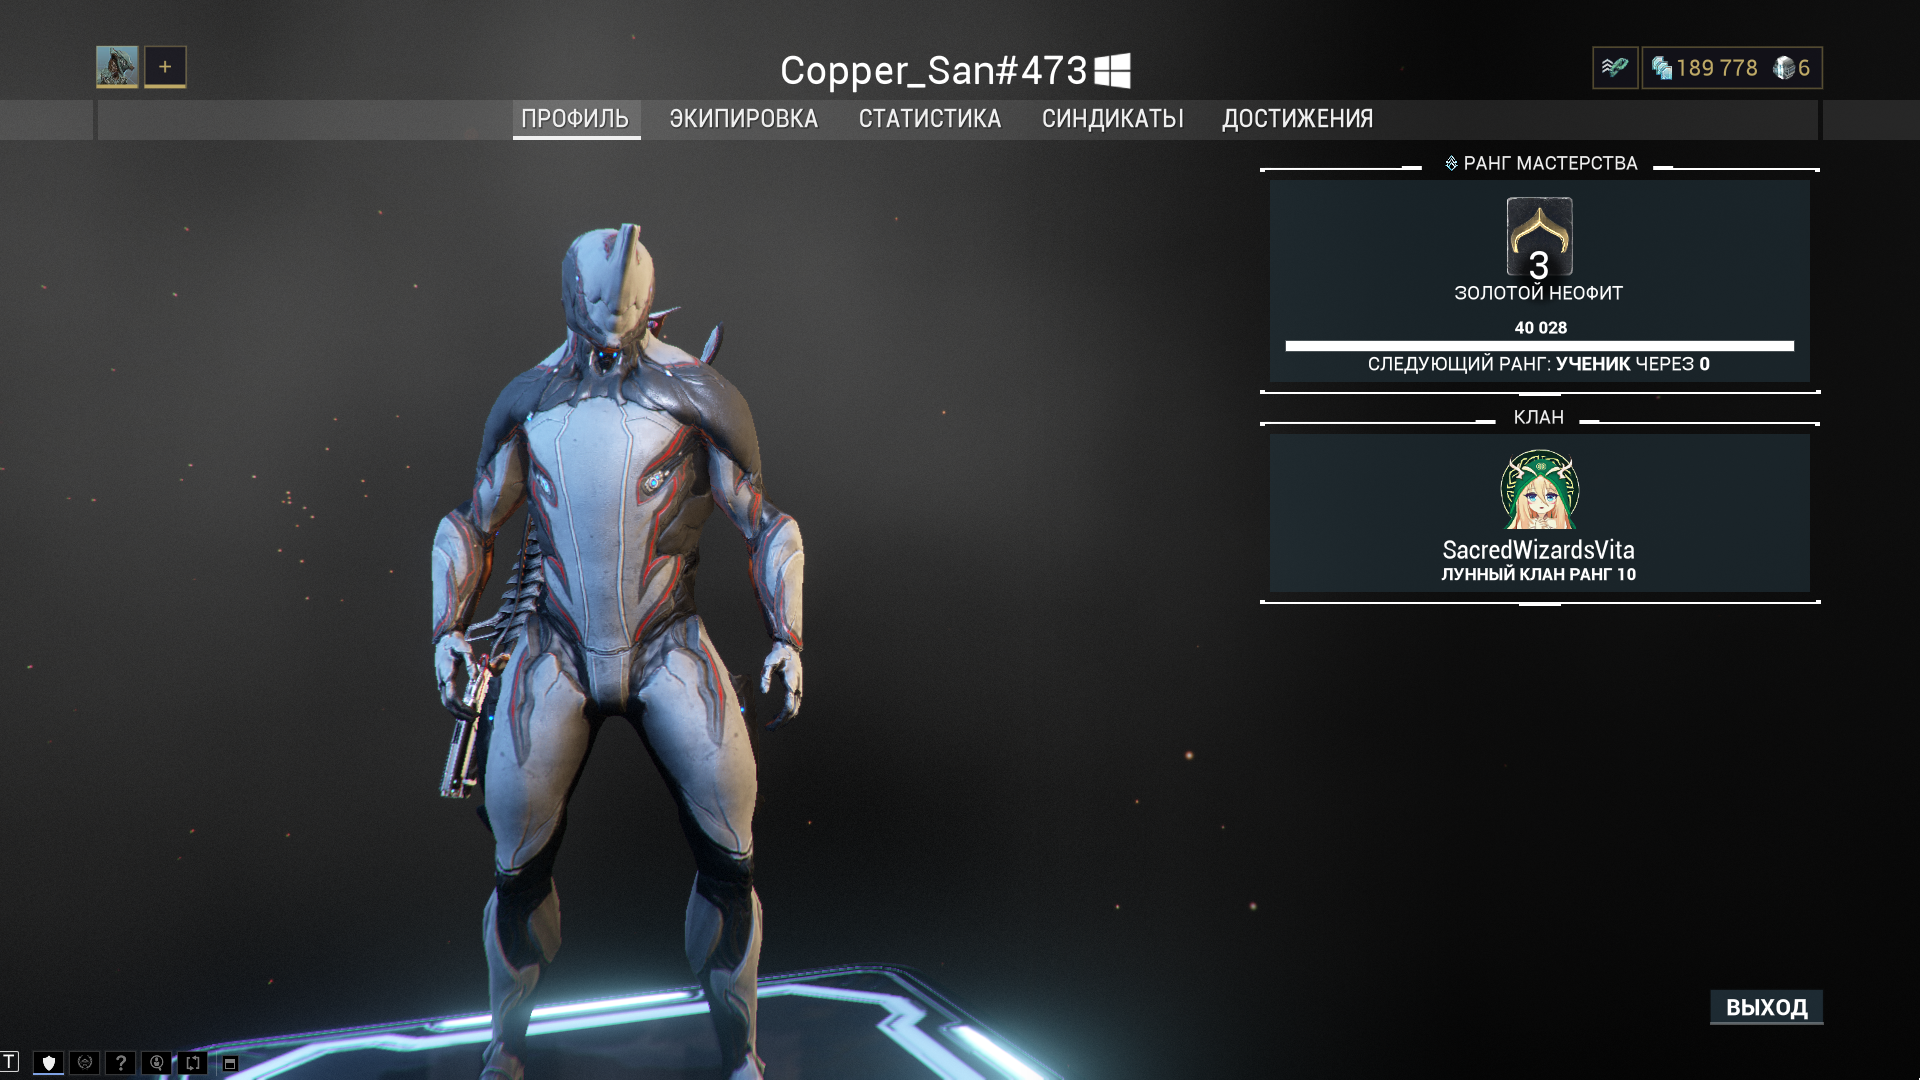 Copper_San#473
+
189 778
6
ПРОФИЛЬ ЭКИПИРОВКА СТАТИСТИКА СИНДИКАТЫ ДОСТИЖЕНИЯ
РАНГ МАСТЕРСТВА
3
ЗОЛОТОЙ НЕОФИТ
40 028
СЛЕДУЮЩИЙ РАНГ: УЧЕНИК ЧЕРЕЗ 0
КЛАН
SacredWizardsVita
ЛУННЫЙ КЛАН РАНГ 10
ВЫХОД
T
?